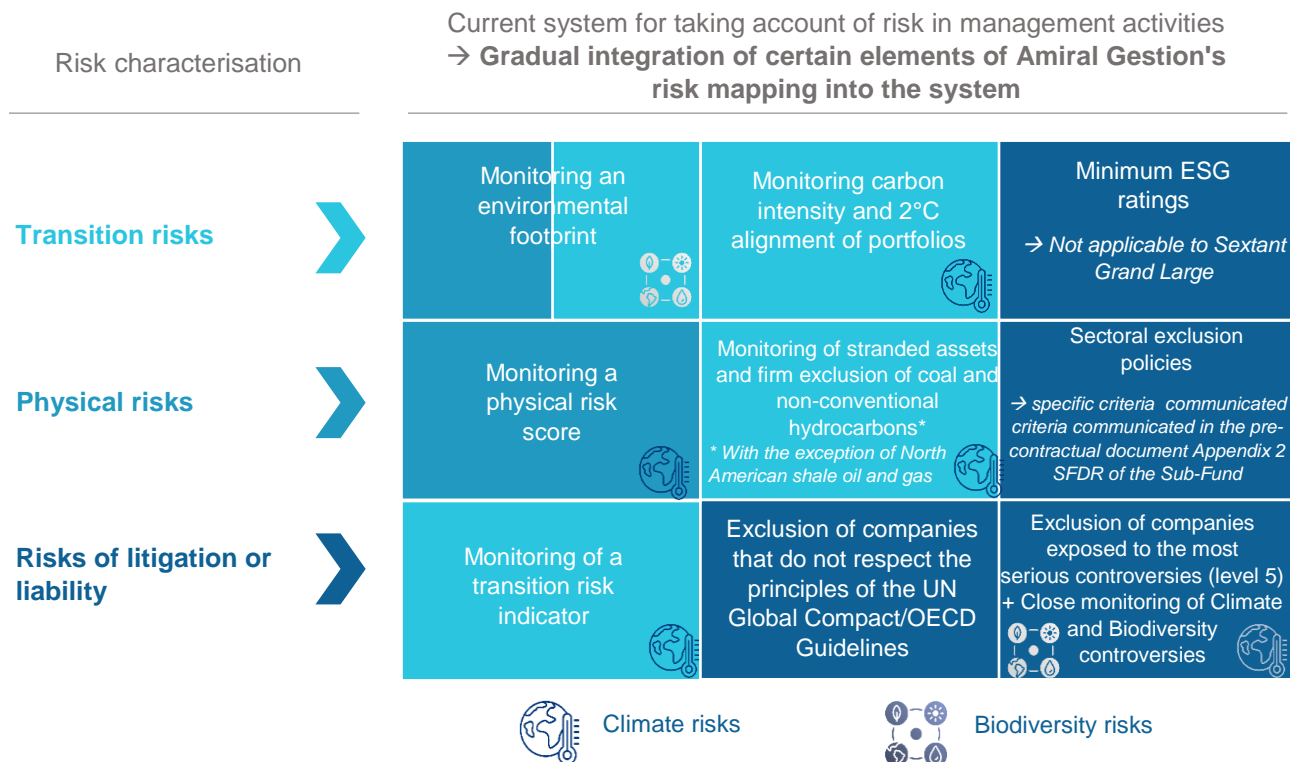 Risk characterisation
Current system for taking account of risk in management activities
→ Gradual integration of certain elements of Amiral Gestion's
risk mapping into the system
Transition risks
Monitoring an
environmental
footprint
Monitoring carbon
intensity and 2°C
alignment of portfolios
Minimum ESG
ratings
→ Not applicable to Sextant
Grand Large
Physical risks
Monitoring a
physical risk
score
Monitoring of stranded assets
and firm exclusion of coal and
non-conventional
hydrocarbons*
* With the exception of North
American shale oil and gas
Sectoral exclusion
policies
→ specific criteria communicated
criteria communicated in the pre-
contractual document Appendix 2
SFDR of the Sub-Fund
Risks of litigation or
liability
Monitoring of a
transition risk
indicator
Exclusion of companies
that do not respect the
principles of the UN
Global Compact/OECD
Guidelines
Exclusion of companies
exposed to the most
serious controversies (level 5)
+ Close monitoring of Climate
and Biodiversity
controversies
Climate risks
Biodiversity risks